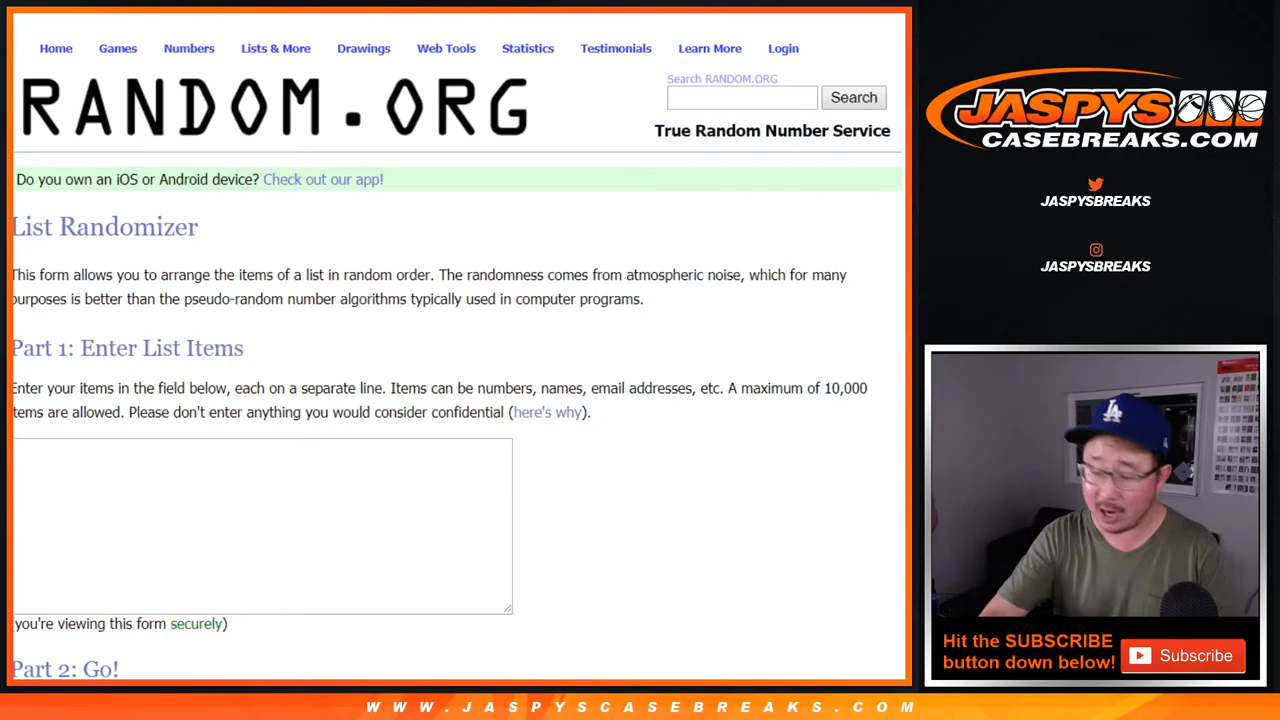 Home Games Numbers Lists & More Drawings Web Tools Statistics Testimonials Learn More Login
RANDOM.ORG
Search RANDOM.ORG
Search
True Random Number Service
Do you own an iOS or Android device? Check out our app!
List Randomizer
This form allows you to arrange the items of a list in random order. The randomness comes from atmospheric noise, which for many
purposes is better than the pseudo-random number algorithms typically used in computer programs.
Part 1: Enter List Items
Enter your items in the field below, each on a separate line. Items can be numbers, names, email addresses, etc. A maximum of 10,000
items are allowed. Please don't enter anything you would consider confidential (here's why).
(you're viewing this form securely)
Part 2: Go!
JASPYS
CASEBREAKS.COM
JASPYSBREAKS
JASPYSBREAKS
LA
Hit the SUBSCRIBE
button down below!
Subscribe
WWW.JASPYSCASEBREAKS.COM